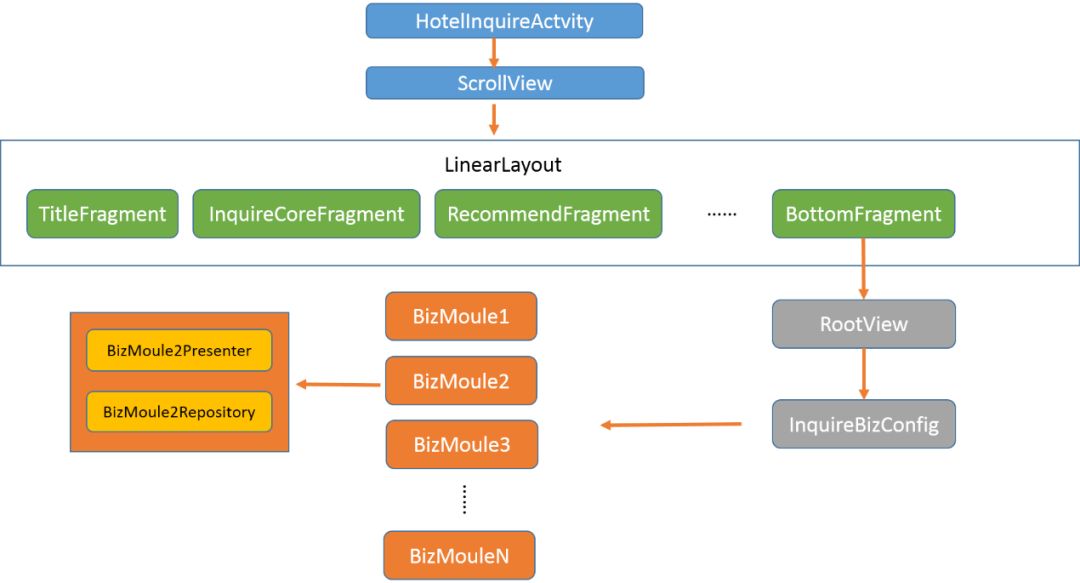 HotelInquireActvity
ScrollView
LinearLayout
TitleFragment
InquireCoreFragment
RecommendFragment
......
BottomFragment
RootView
InquireBizConfig
BizMoule1
BizMoule2
BizMoule3
......
BizMouleN
BizMoule2Presenter
BizMoule2Repository